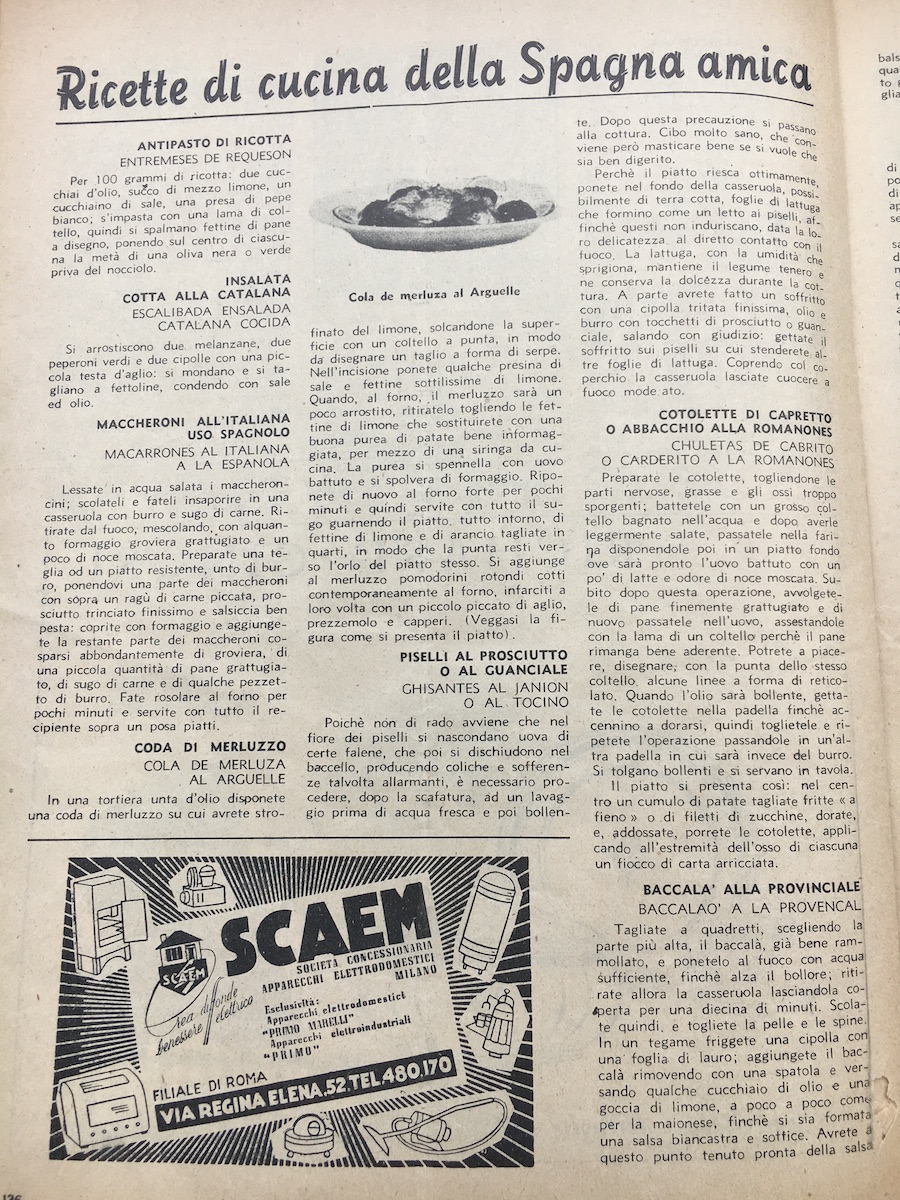 Ricette di cucina della Spagna amica
ANTIPASTO DI RICOTTA
ENTREMESES DE REQUESON
Per 100 grammi di ricotta: due cuc-
chiai d'olio, succo di mezzo limone, un
cucchiaino di sale, una presa di pepe
bianco; s'impasta con una lama di col-
tello, quindi si spalmano fettine di pane
a disegno, ponendo sul centro di ciascu-
na la metà di una oliva nera o verde
priva del nocciolo.
INSALATA
COTTA ALLA CATALANA
ESCALIBADA ENSALADA
CATALANA COCIDA
Si arrostiscono due melanzane, due
peperoni verdi e due cipolle con una pic-
cola testa d'aglio: si mondano e si ta-
gliano a fettoline, condendo con sale
ed olio.
MACCHERONI ALL'ITALIANA
USO SPAGNOLO
MACARRONES AL ITALIANA
A LA ESPANOLA
Lessate in acqua salata i maccheron-
cini; scolateli e fateli insaporire in una
casseruola con burro e sugo di carne. Ri-
tirate dal fuoco, mescolando, con alquan-
to formaggio groviera grattugiato e un
poco di noce moscata. Preparate una te-
glia od un piatto resistente, unto di bur-
ro, ponendovi una parte dei maccheroni
con sopra un ragù di carne piccata, pro-
sciutto trinciato finissimo e salsiccia ben
pesta: coprite con formaggio e aggiunge-
te la restante parte dei maccheroni co-
sparsi abbondantemente di groviera, di
una piccola quantità di pane grattugia-
to, di sugo di carne e di qualche pezzet-
to di burro. Fate rosolare al forno per
pochi minuti e servite con tutto il re-
cipiente sopra un posa piatti.
CODA DI MERLUZZO
COLA DE MERLUZA
AL ARGUELLE
In una tortiera unta d'olio disponete
una coda di merluzzo su cui avrete stro-
Cola de merluza al Arguelle
finato del limone, solcandone la super-
ficie con un coltello a punta, in modo
da disegnare un taglio a forma di serpe.
Nell'incisione ponete qualche presina di
sale e fettine sottilissime di limone.
Quando, al forno, il merluzzo sarà un
poco arrostito, ritiratelo togliendo le fet-
tine di limone che sostituirete con una
buona purea di patate bene informag-
giata, per mezzo di una siringa da cu-
cina. La purea si spennella con uovo
battuto e si spolvera di formaggio. Ripo-
nete di nuovo al forno forte per pochi
minuti e quindi servite con tutto il su-
go guarnendo il piatto, tutto intorno, di
fettine di limone e di arancio tagliate in
quarti, in modo che la punta resti ver-
so l'orlo del piatto stesso. Si aggiunge
al merluzzo pomodorini rotondi cotti
contemporaneamente al forno, infarciti a
loro volta con un piccolo piccato di aglio,
prezzemolo e capperi. (Veggasi la fi-
gura come si presenta il piatto).
PISELLI AL PROSCIUTTO
O AL GUANCIALE
GHISANTES AL JANION
O AL TOCINO
Poichè non di rado avviene che nel
fiore dei piselli si nascondano uova di
certe falene, che poi si dischiudono nel
baccello, producendo coliche e sofferen-
ze talvolta allarmanti, è necessario pro-
cedere, dopo la scafatura, ad un lavag-
gio prima di acqua fresca e poi bollen-
te. Dopo questa precauzione si passano
alla cottura. Cibo molto sano, che con-
viene però masticare bene se si vuole che
sia ben digerito.
Perchè il piatto riesca ottimamente,
ponete nel fondo della casseruola, possi-
bilmente di terra cotta, foglie di lattuga
che formino come un letto ai piselli, af-
finchè questi non induriscano, data la lo-
ro delicatezza, al diretto contatto con il
fuoco. La lattuga, con la umidità che
sprigiona, mantiene il legume tenero e
ne conserva la dolcezza durante la cot-
tura. A parte avrete fatto un soffritto
con una cipolla tritata finissima, olio e
burro con tocchetti di prosciutto o guan-
ciale, salando con giudizio: gettate il
soffritto sui piselli su cui stenderete al-
tre foglie di lattuga. Coprendo col co-
perchio la casseruola lasciate cuocere a
fuoco mode ato.
COTOLETTE DI CAPRETTO
O ABBACCHIO ALLA ROMANONES
CHULETAS DE CABRITO
O CARDERITO A LA ROMANONES
Preparate le cotolette, togliendone le
parti nervose, grasse e gli ossi troppo
sporgenti; battetele con un grosso col-
tello bagnato nell'acqua e dopo averle
leggermente salate, passatele nella fari-
na disponendole poi in un piatto fondo
ove sarà pronto l'uovo battuto con un
po' di latte e odore di noce moscata. Su-
bito dopo questa operazione, avvolgete-
le di pane finemente grattugiato e di
nuovo passatele nell'uovo, assestandole
con la lama di un coltello perchè il pane
rimanga bene aderente. Potrete a piace-
re, disegnare, con la punta dello stesso
coltello, alcune linee a forma di retico-
lato. Quando l'olio sarà bollente, getta-
te le cotolette nella padella finchè ac-
cennino a dorarsi, quindi toglietele e ri-
petete l'operazione passandole in un'al-
tra padella in cui sarà invece del burro.
Si tolgano bollenti e si servano in tavola.
Il piatto si presenta così: nel cen-
tro un cumulo di patate tagliate fritte « a
fieno » o di filetti di zucchine, dorate,
e, addossate, porrete le cotolette, appli-
cando all'estremità dell'osso di ciascuna
un fiocco di carta arricciata.
BACCALA' ALLA PROVINCIALE
BACCALAO' A LA PROVENCAL
Tagliate a quadretti, scegliendo la
parte più alta, il baccalà, già bene ram-
mollato, e ponetelo al fuoco con acqua
sufficiente, finchè alza il bollore; riti-
rate allora la casseruola lasciandola co-
perta per una diecina di minuti. Scola-
te quindi, e togliete la pelle e le spine.
In un tegame friggete una cipolla con
una foglia di lauro; aggiungete il bac-
calà rimovendo con una spatola e ver-
sando qualche cucchiaio di olio e una
goccia di limone, a poco a poco come
per la maionese, finchè si sia formata
una salsa biancastra e sottice. Avrete a
questo punto tenuto pronta della salsa
SCAEM
SOCIETÀ CONCESSIONARIA
APPARECCHI ELETTRODOMESTICI
MILANO
SCAEM
Crea diffonde
benessere elettrico
Esclusività:
Apparecchi elettrodomestici
"PRIMO MARELLI"
Apparecchi elettroindustriali
"PRIMO"
FILIALE DI ROMA
VIA REGINA ELENA, 52, TEL. 480,170
136
bals
qua
to
glia
di
po
al
ap
se